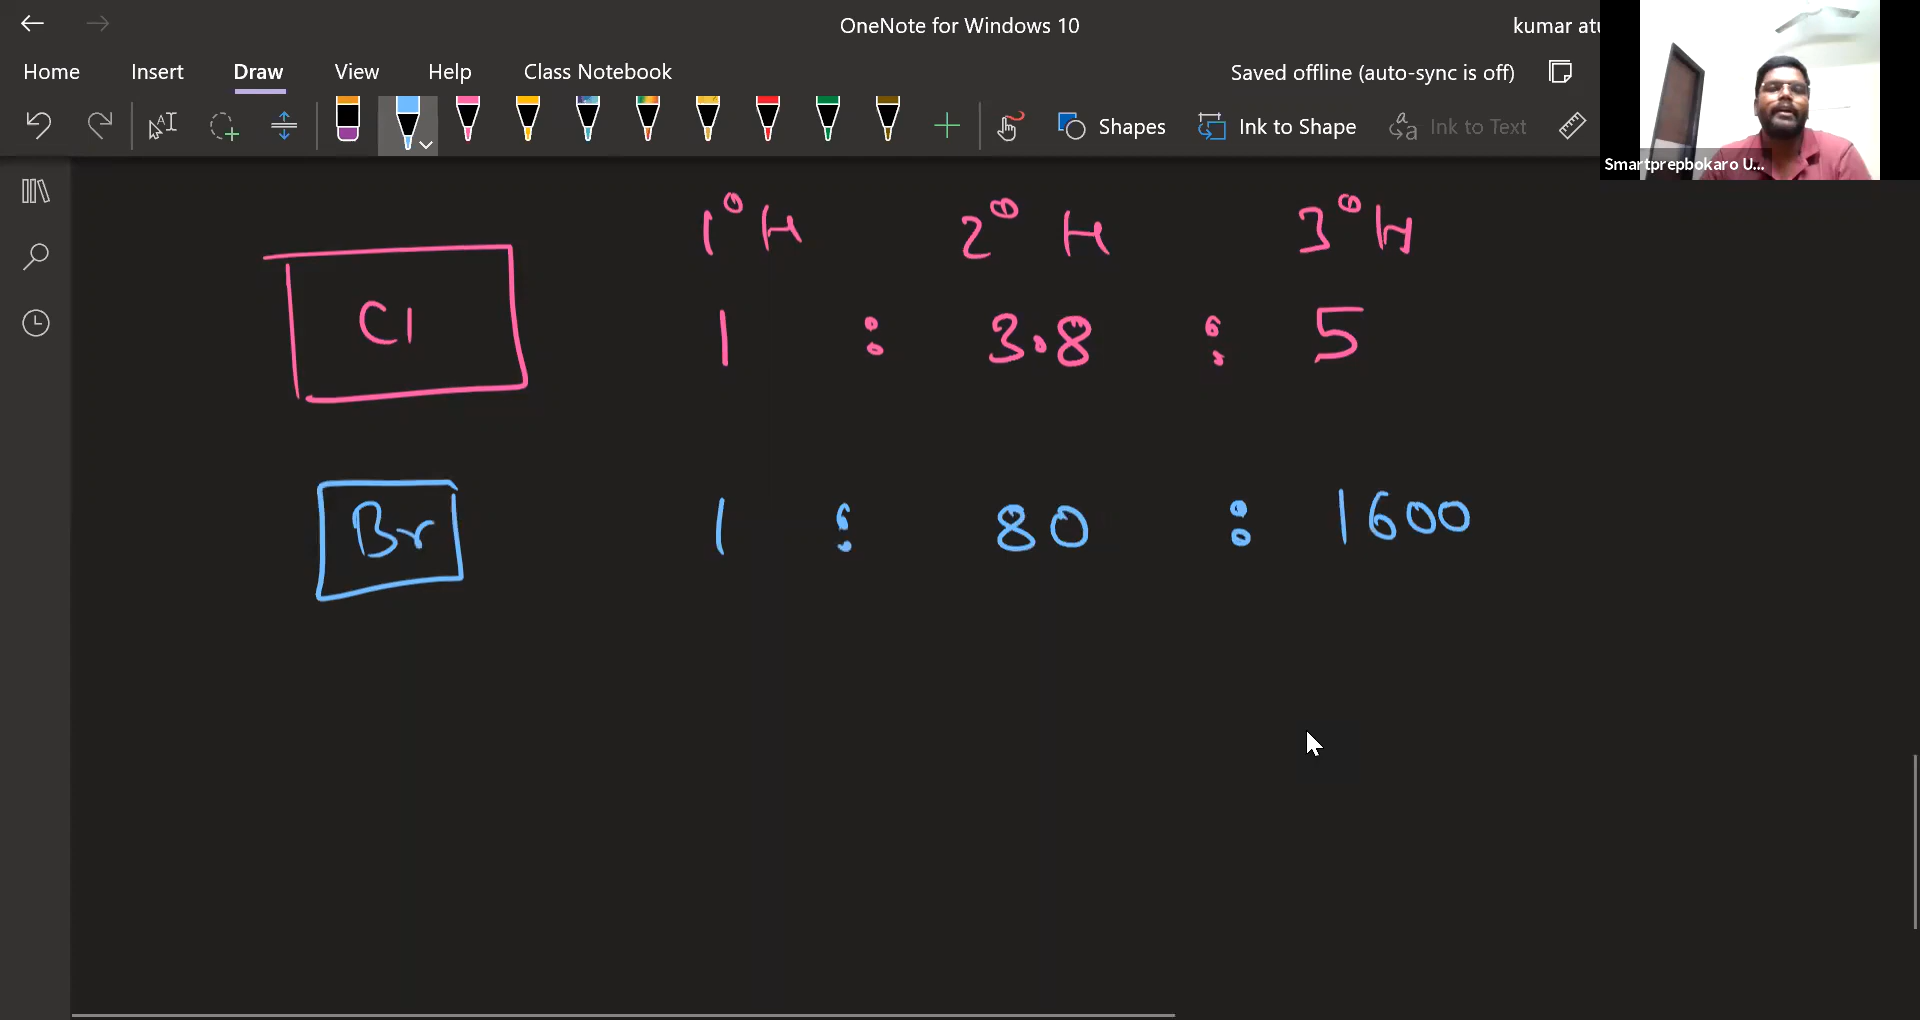 OneNote for Windows 10
kumar atu
Home Insert Draw View Help Class Notebook
Saved offline (auto-sync is off)
Shapes Ink to Shape Ink to Text
Smartprepbokaro U...
1° H 2° H 3° H
Cl 1 : 3.8 : 5
Br 1 : 80 : 1600